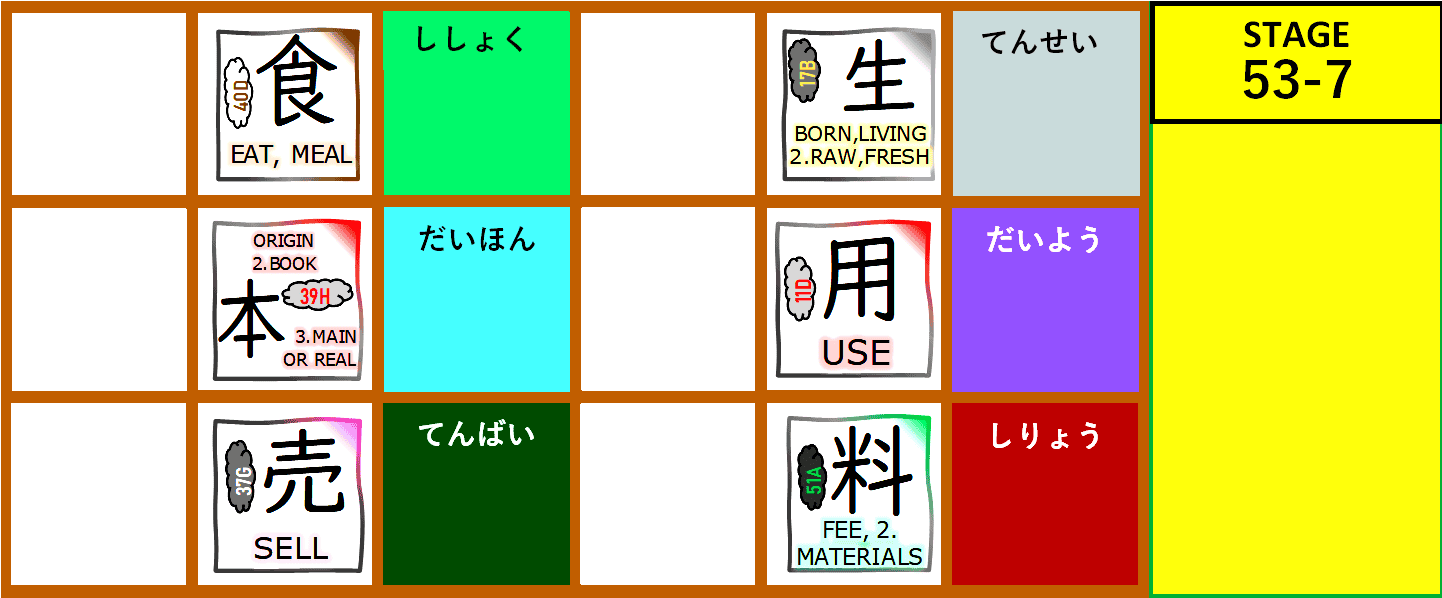 40D
食
EAT, MEAL
ししょく
17B
生
BORN,LIVING
2.RAW,FRESH
てんせい
STAGE
53-7
ORIGIN
2.BOOK
本
39H
3.MAIN
OR REAL
だいほん
11D
用
USE
だいよう
37G
売
SELL
てんばい
51A
料
FEE, 2.
MATERIALS
しりょう